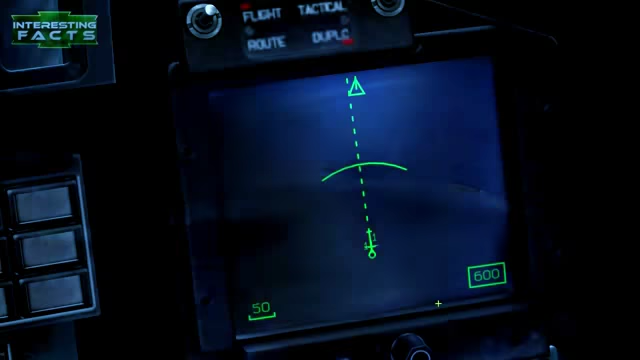 INTERESTING
FACTS
FLIGHT TACTICAL
ROUTE DUPLC
50
600